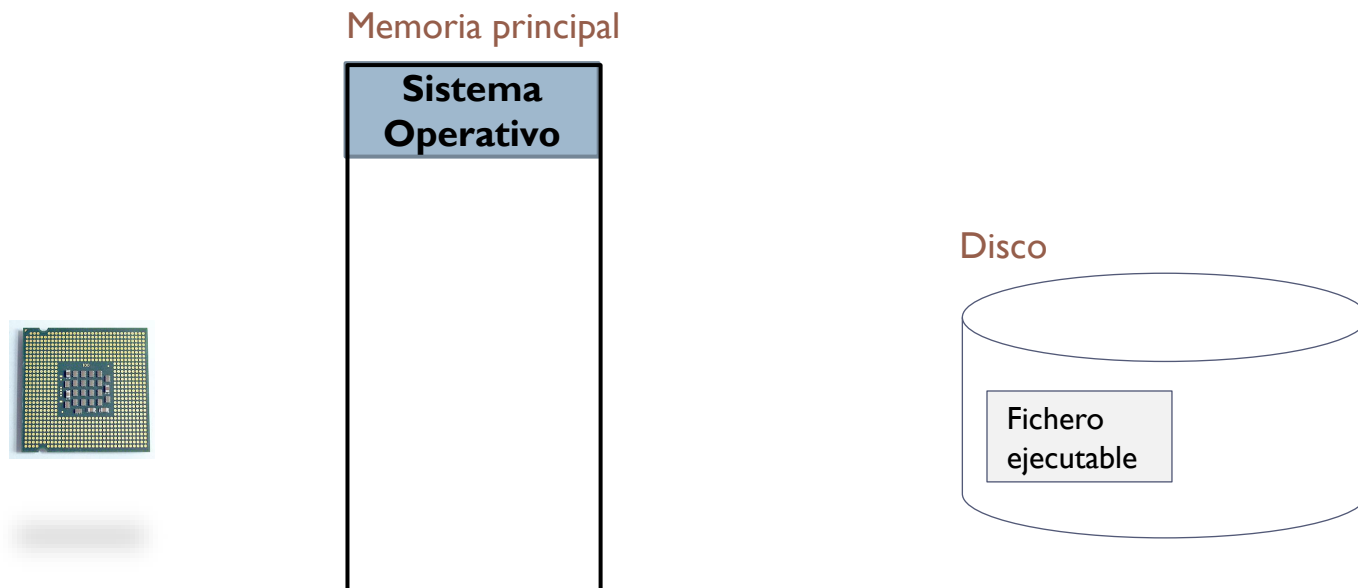 Memoria principal
Sistema
Operativo
Disco
Fichero
ejecutable